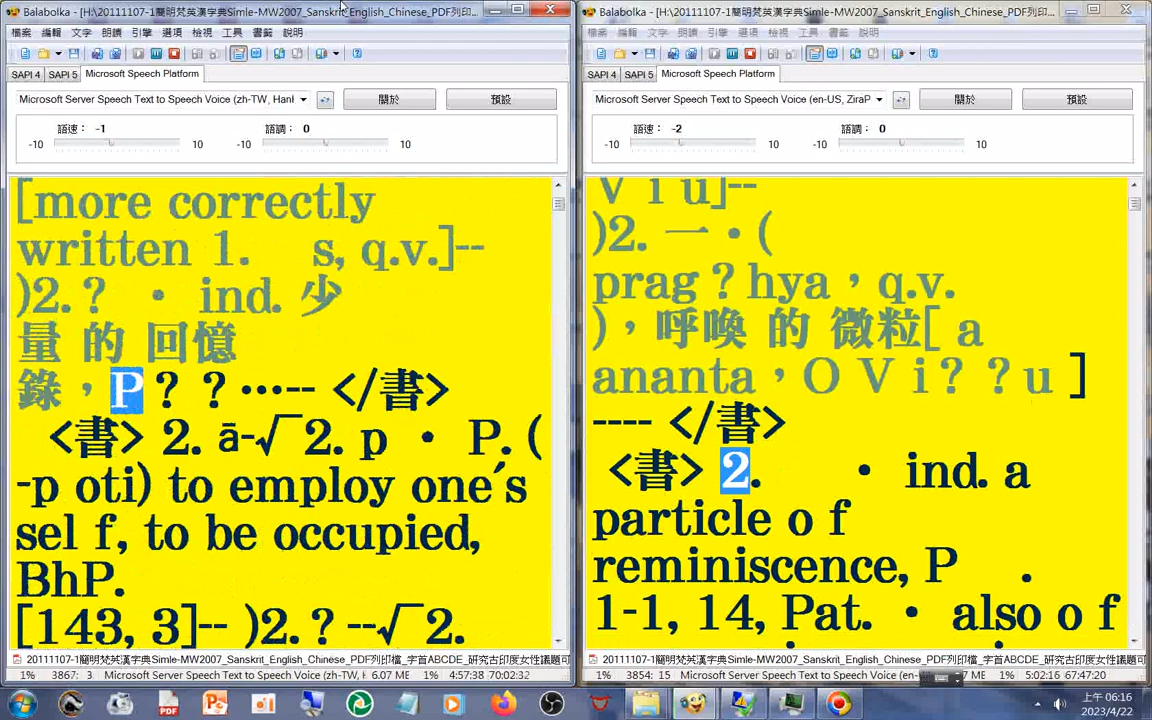 Balabolka - [H:\20111107-1簡明梵英漢字典Simle-MW2007_Sanskrit_English_Chinese_PDF列印...
檔案 編輯 文字 朗讀 引擎 選項 檢視 工具 書籤 說明
SAPI 4 SAPI 5 Microsoft Speech Platform
Microsoft Server Speech Text to Speech Voice (zh-TW, Hanl
關於 預設
語速： -1 語調： 0
-10 10 -10 10
[more correctly
written 1. s, q.v.]--
)2. ? • ind. 少
量 的 回憶
錄，P ? ? …-- </書>
<書> 2. ā-√ 2. p • P. (
-p oti) to employ one's
sel f, to be occupied,
BhP.
[143, 3]-- )2. ? --√ 2.
20111107-1簡明梵英漢字典Simle-MW2007_Sanskrit_English_Chinese_PDF列印檔_字首ABCDE_研究古印度女性議題可
1% 3867: 3 Microsoft Server Speech Text to Speech Voice (zh-TW, H 6.07 ME 1% 4:57:38 /70:02:32
Balabolka - [H:\20111107-1簡明梵英漢字典Simle-MW2007_Sanskrit_English_Chinese_PDF列印...
檔案 編輯 文字 朗讀 引擎 選項 檢視 工具 書籤 說明
SAPI 4 SAPI 5 Microsoft Speech Platform
Microsoft Server Speech Text to Speech Voice (en-US, ZiraP
關於 預設
語速： -2 語調： 0
-10 10 -10 10
V i u]--
)2. 一 • (
prag ? hya，q.v.
)，呼喚 的 微粒[ a
ananta，O V i ? ? u ]
---- </書>
<書> 2. • ind. a
particle o f
reminiscence, P .
1-1, 14, Pat. • also o f
20111107-1簡明梵英漢字典Simle-MW2007_Sanskrit_English_Chinese_PDF列印檔_字首ABCDE_研究古印度女性議題可
1% 3854: 15 Microsoft Server Speech Text to Speech Voice (en- ME 1% 5:02:16 /67:47:20
上午 06:16
2023/4/22